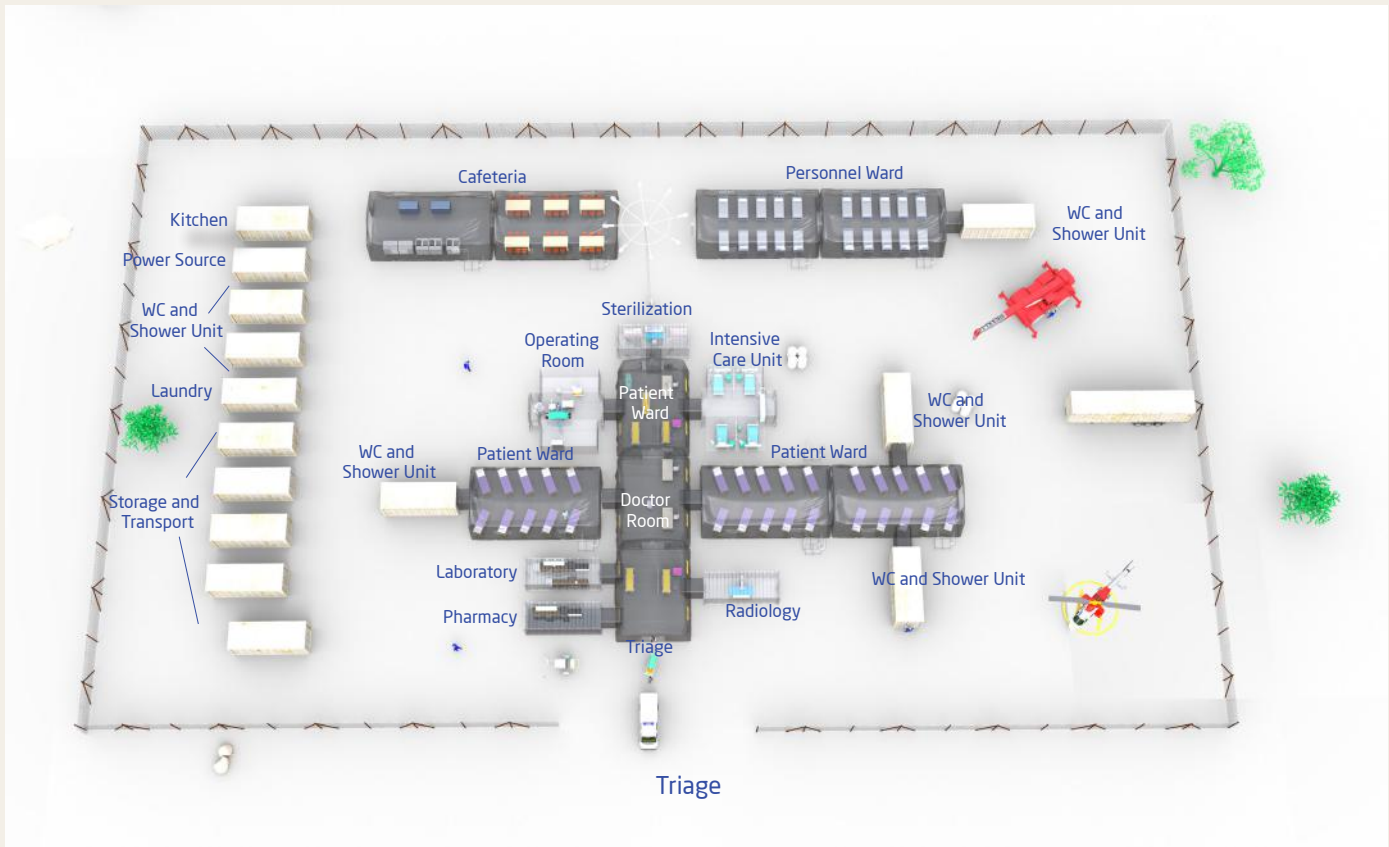 Cafeteria
Personnel Ward
Kitchen
WC and
Shower Unit
Power Source
WC and
Shower Unit
Sterilization
Operating
Room
Intensive
Care Unit
Laundry
Patient
Ward
WC and
Shower Unit
WC and
Shower Unit
Patient Ward
Patient Ward
Storage and
Transport
Doctor
Room
Laboratory
WC and Shower Unit
Pharmacy
Radiology
Triage
Triage